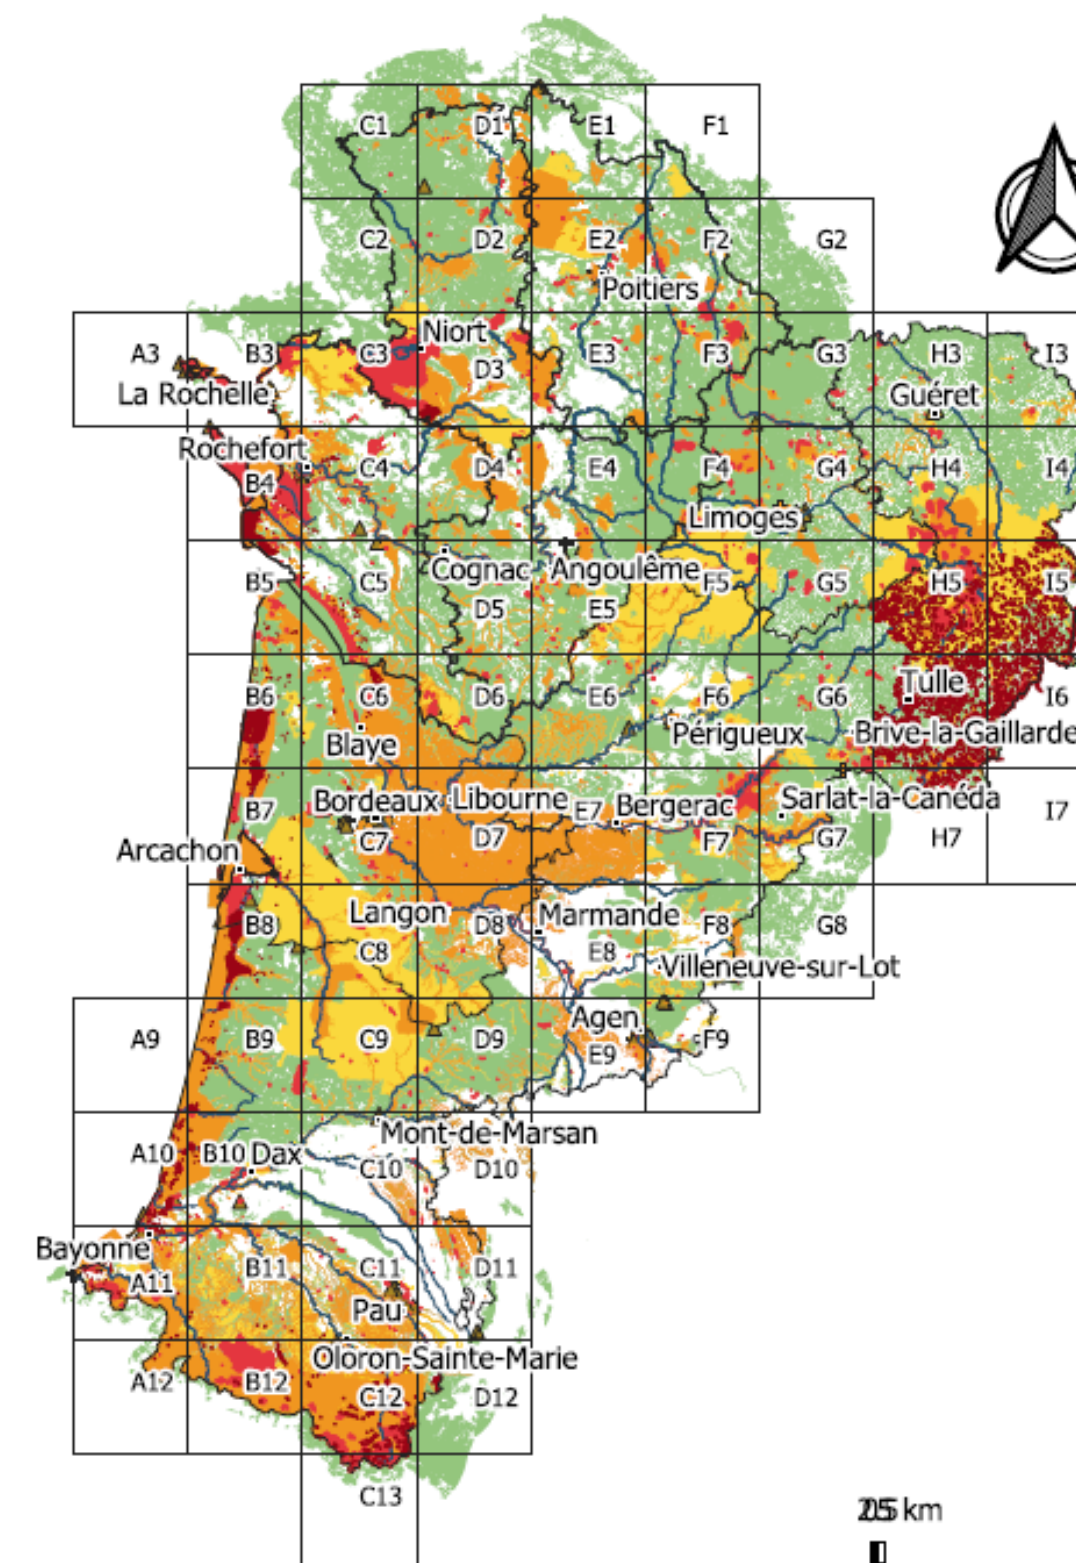 C1 D1 E1 F1
C2 D2 E2 F2 G2
Poitiers
Niort
A3 B3 C3 D3 E3 F3 G3 H3 I3
La Rochelle
Guéret
Rochefort
B4 C4 D4 E4 F4 G4 H4 I4
Limoges
Cognac Angoulême
B5 C5 D5 E5 F5 G5 H5 I5
Tulle
B6 C6 D6 E6 F6 G6 I6
Blaye
Périgueux
Brive-la-Gaillarde
Bordeaux Libourne
Bergerac
Sarlat-la-Canéda
B7 C7 D7 E7 F7 G7 H7 I7
Arcachon
Langon
Marmande
B8 C8 D8 E8 F8 G8
Villeneuve-sur-Lot
Agen
A9 B9 C9 D9 E9 F9
Mont-de-Marsan
A10 B10 Dax C10 D10
Bayonne
A11 B11 C11 D11
Pau
Oloron-Sainte-Marie
A12 B12 C12 D12
C13
km